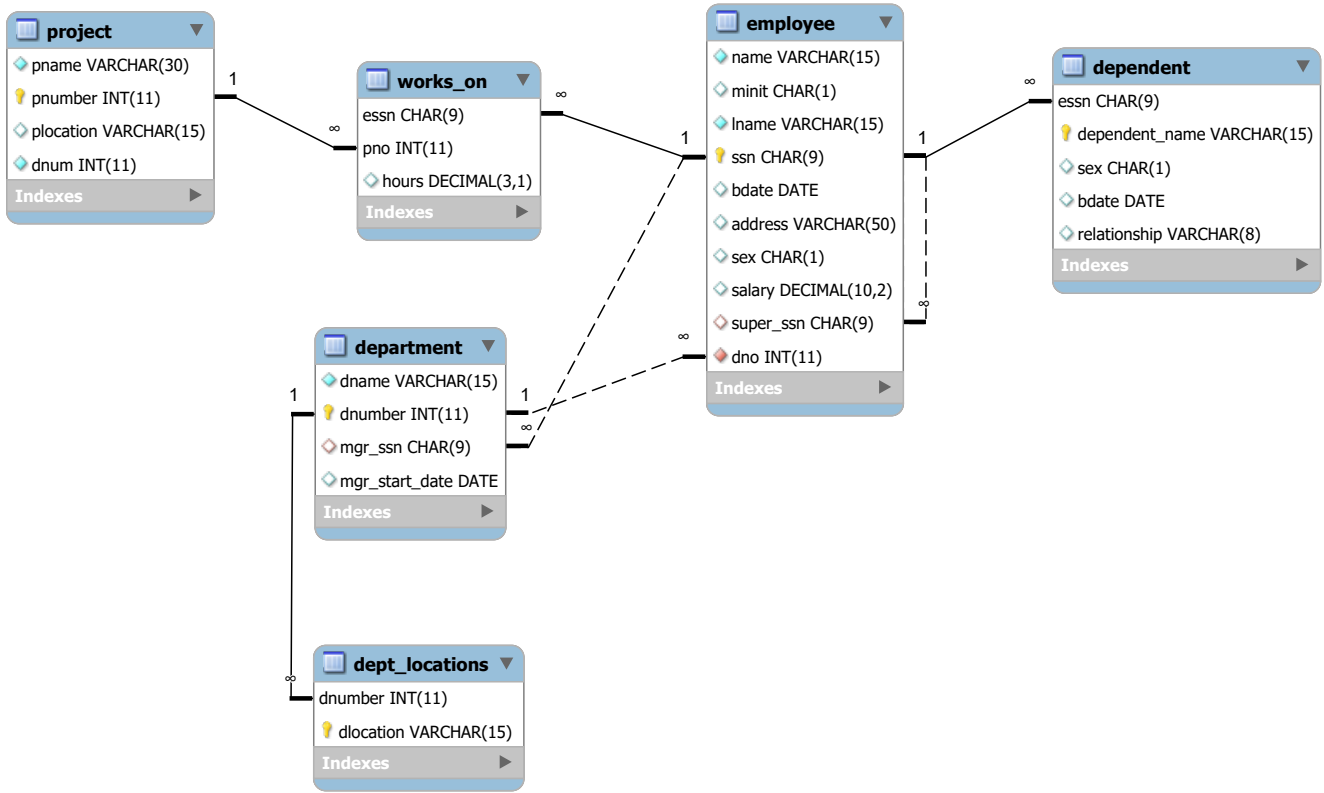 project
pname VARCHAR(30)
pnumber INT(11)
plocation VARCHAR(15)
dnum INT(11)
Indexes
1
∞
works_on
essn CHAR(9)
pno INT(11)
hours DECIMAL(3,1)
Indexes
∞
1
employee
name VARCHAR(15)
minit CHAR(1)
lname VARCHAR(15)
ssn CHAR(9)
bdate DATE
address VARCHAR(50)
sex CHAR(1)
salary DECIMAL(10,2)
super_ssn CHAR(9)
dno INT(11)
Indexes
1
∞
∞
dependent
essn CHAR(9)
dependent_name VARCHAR(15)
sex CHAR(1)
bdate DATE
relationship VARCHAR(8)
Indexes
department
dname VARCHAR(15)
dnumber INT(11)
mgr_ssn CHAR(9)
mgr_start_date DATE
Indexes
1
∞
∞
1
∞
dept_locations
dnumber INT(11)
dlocation VARCHAR(15)
Indexes